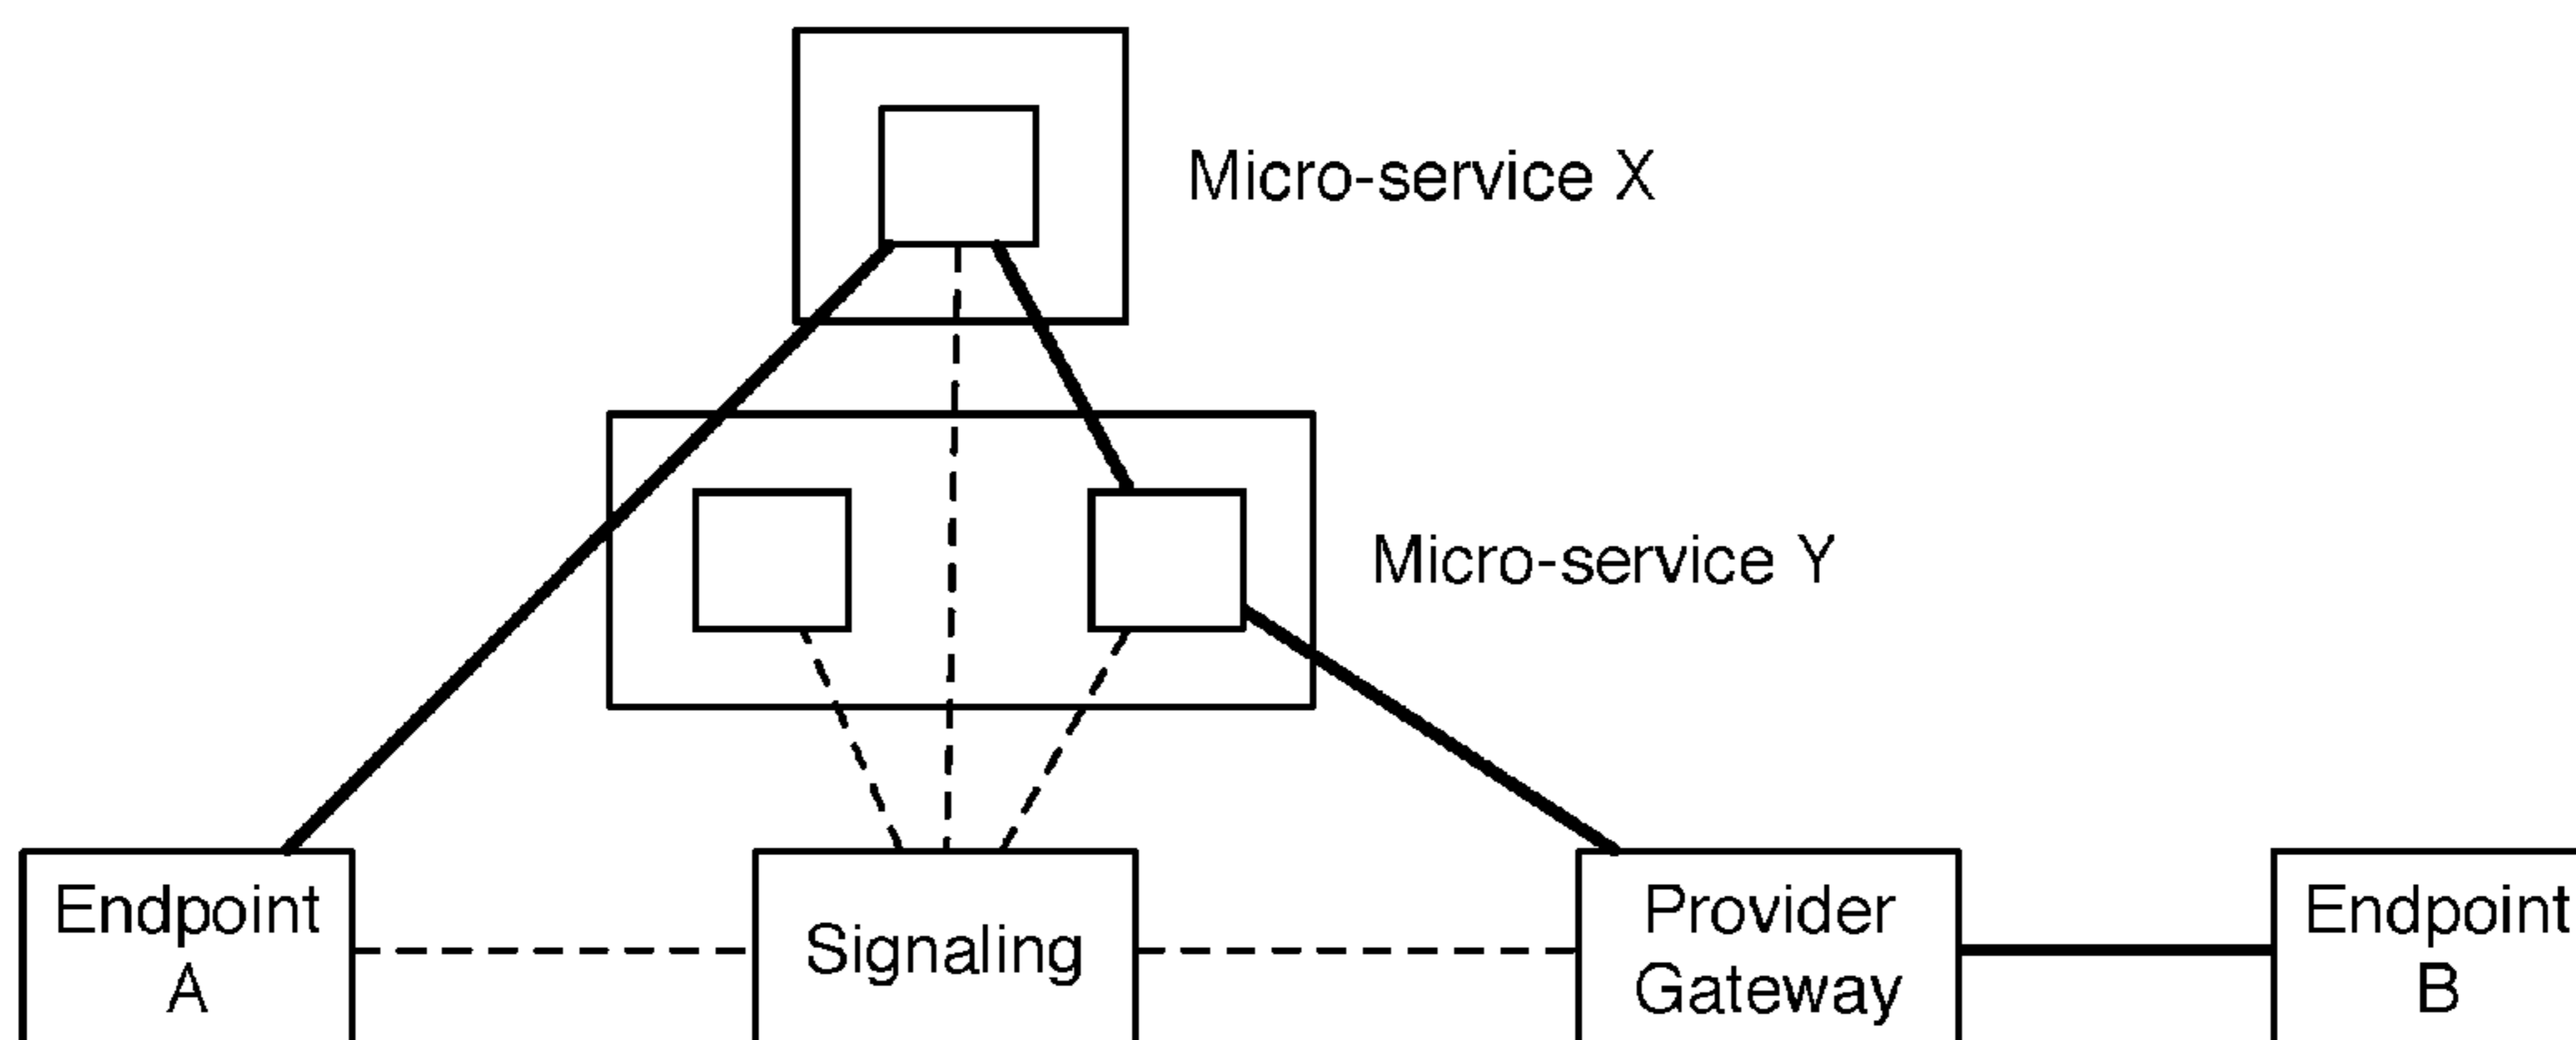 Micro-service X
Micro-service Y
Endpoint
A
Signaling
Provider
Gateway
Endpoint
B